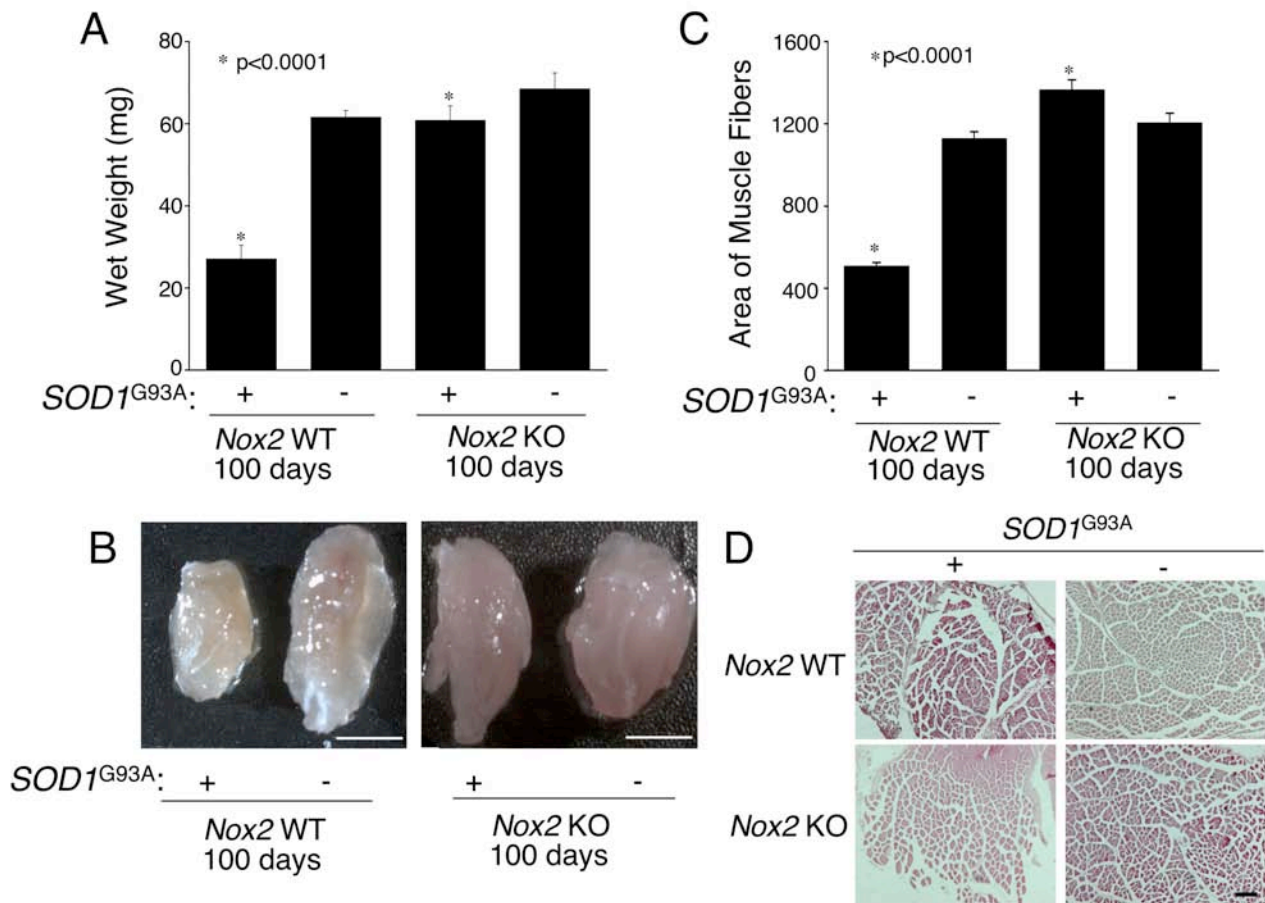 A
Wet Weight (mg)
80
60
40
20
0
* p<0.0001
*
*
SOD1G93A:
+ - + -
Nox2 WT
100 days
Nox2 KO
100 days
C
Area of Muscle Fibers
1600
1200
800
400
0
*p<0.0001
*
*
SOD1G93A:
+ - + -
Nox2 WT
100 days
Nox2 KO
100 days
B
SOD1G93A:
+ - + -
Nox2 WT
100 days
Nox2 KO
100 days
D
SOD1G93A
+ -
Nox2 WT
Nox2 KO